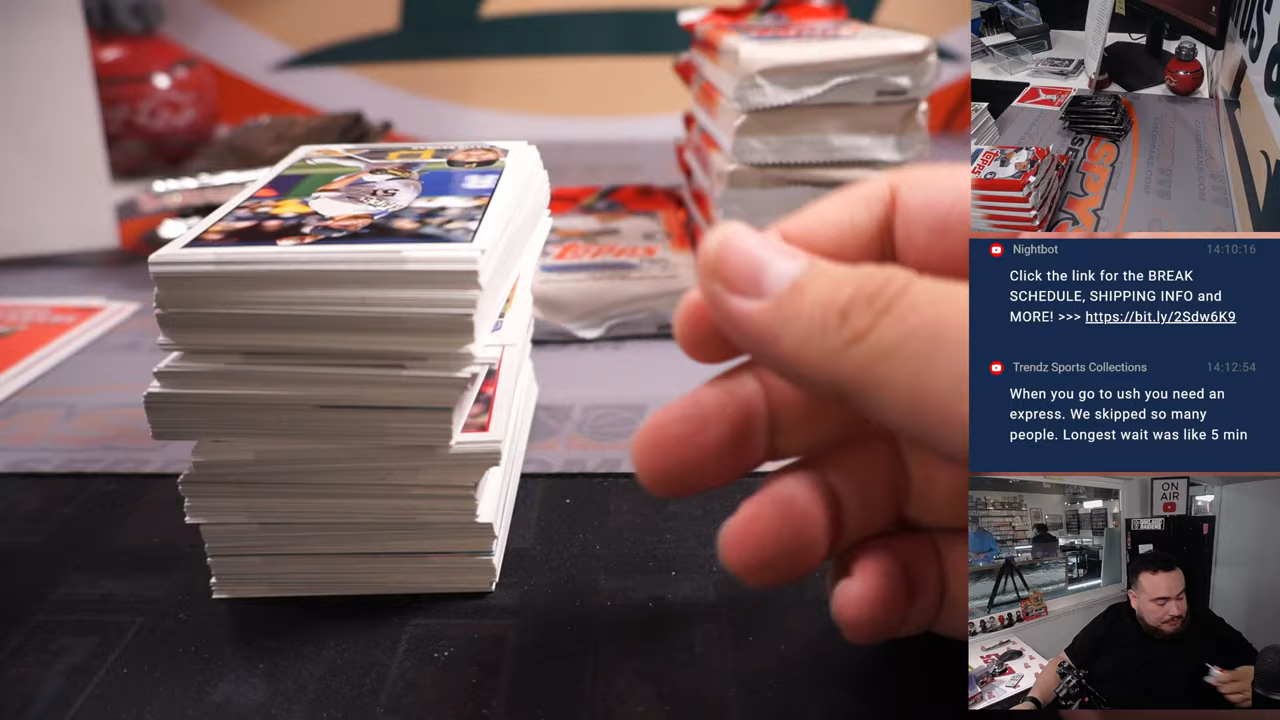 Topps
TOPPS
Nightbot 14:10:16
Click the link for the BREAK
SCHEDULE, SHIPPING INFO and
MORE! >>> https://bit.ly/2Sdw6K9
Trendz Sports Collections 14:12:54
When you go to ush you need an
express. We skipped so many
people. Longest wait was like 5 min
ON
AIR